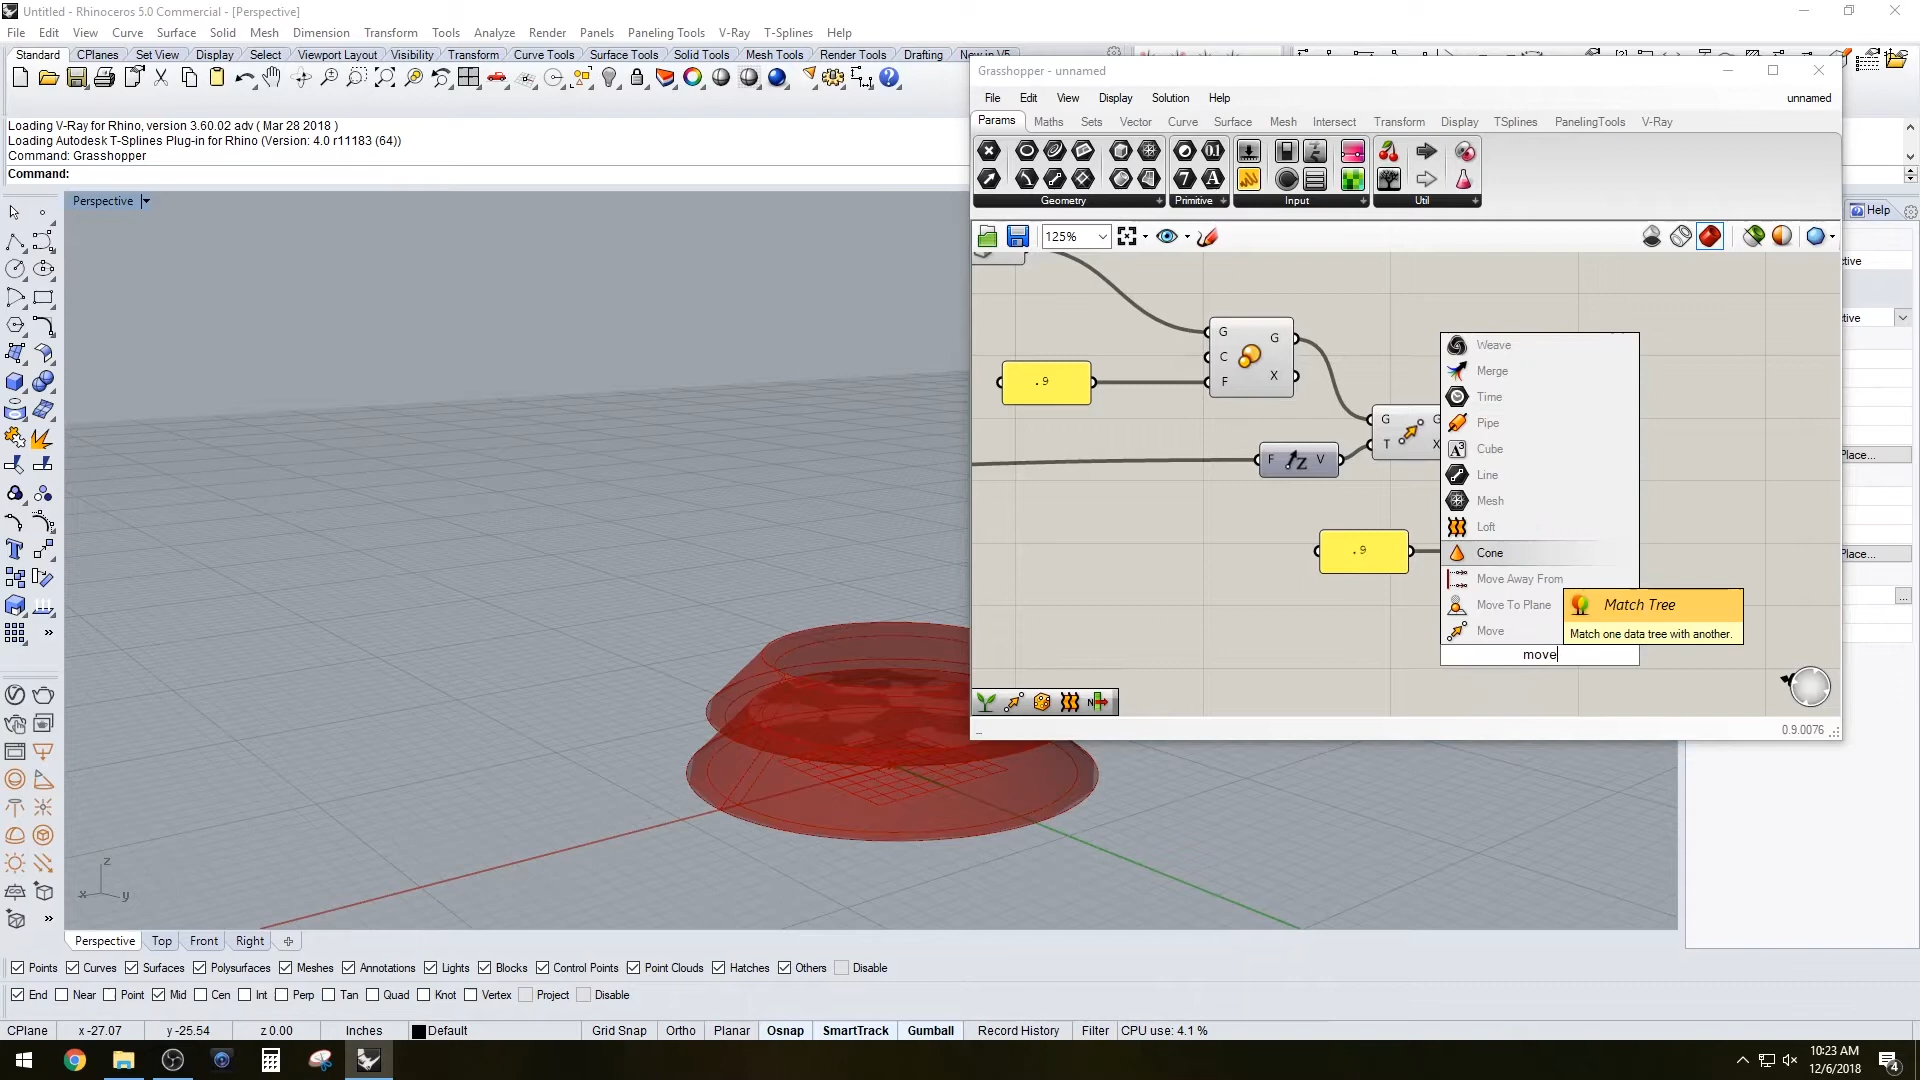 Untitled - Rhinoceros 5.0 Commercial - [Perspective]
File Edit View Curve Surface Solid Mesh Dimension Transform Tools Analyze Render Panels Paneling Tools V-Ray T-Splines Help
Standard CPlanes Set View Display Select Viewport Layout Visibility Transform Curve Tools Surface Tools Solid Tools Mesh Tools Render Tools Drafting New in V5
Loading V-Ray for Rhino, version 3.60.02 adv ( Mar 28 2018 )
Loading Autodesk T-Splines Plug-in for Rhino (Version: 4.0 r11183 (64))
Command: Grasshopper
Command:
Perspective
Grasshopper - unnamed
File Edit View Display Solution Help unnamed
Params Maths Sets Vector Curve Surface Mesh Intersect Transform Display TSplines PanelingTools V-Ray
Geometry Primitive Input Util
125%
Help
tive
tive
Place...
Place...
...
G
C
F
G
X
.9
G
T
G
X
F Z V
.9
Weave
Merge
Time
Pipe
Cube
Line
Mesh
Loft
Cone
Move Away From
Move To Plane
Move
move
Match Tree
Match one data tree with another.
0.9.0076
z
x
y
Perspective Top Front Right
Points Curves Surfaces Polysurfaces Meshes Annotations Lights Blocks Control Points Point Clouds Hatches Others Disable
End Near Point Mid Cen Int Perp Tan Quad Knot Vertex Project Disable
CPlane x -27.07 y -25.54 z 0.00 Inches Default Grid Snap Ortho Planar Osnap SmartTrack Gumball Record History Filter CPU use: 4.1 %
10:23 AM
12/6/2018
4